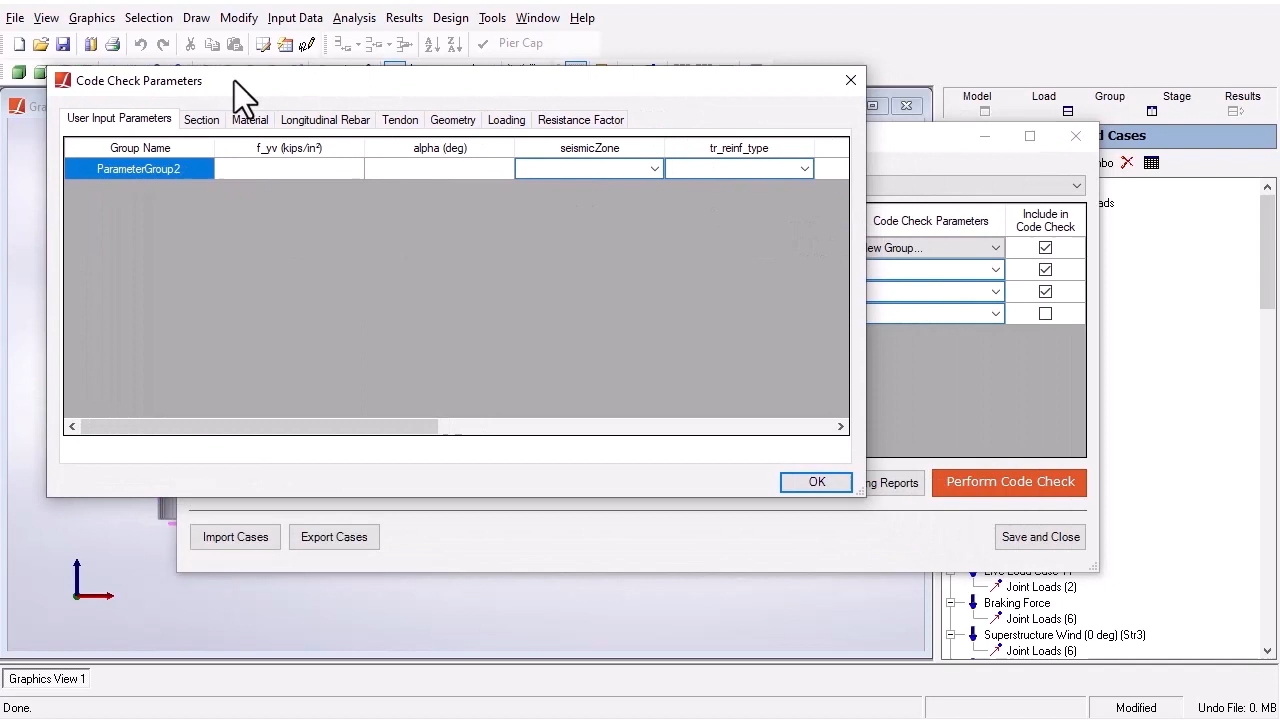 File View Graphics Selection Draw Modify Input Data Analysis Results Design Tools Window Help
Pier Cap
Code Check Parameters
User Input Parameters Section Material Longitudinal Rebar Tendon Geometry Loading Resistance Factor
Group Name f_yv (kips/in²) alpha (deg) seismicZone tr_reinf_type
ParameterGroup2
OK
Model Load Group Stage Results
d Cases
Code Check Parameters Include in Code Check
ew Group...
ng Reports Perform Code Check
Import Cases Export Cases Save and Close
Joint Loads (2)
Braking Force
Joint Loads (6)
Superstructure Wind (0 deg) (Str3)
Joint Loads (6)
Graphics View 1
Done. Modified Undo File: 0. MB